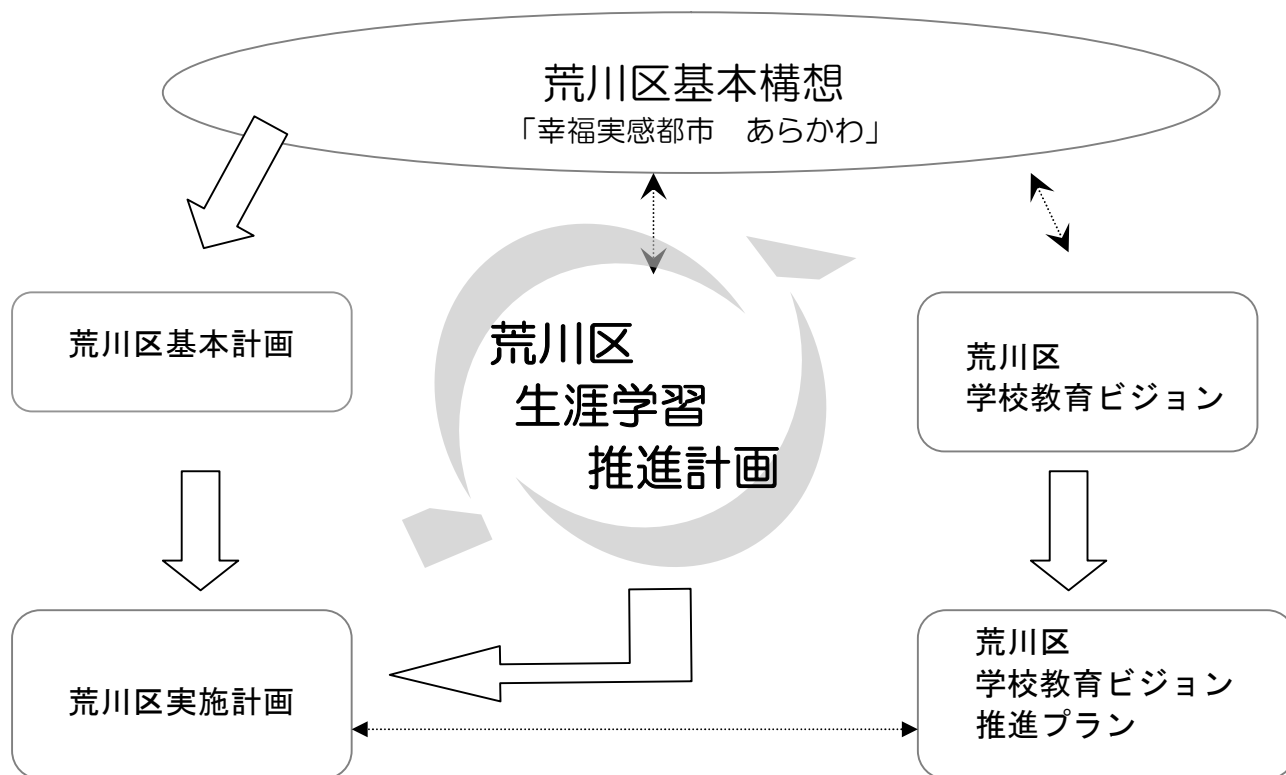 荒川区基本構想
「幸福実感都市　あらかわ」
荒川区基本計画
荒川区
生涯学習
推進計画
荒川区
学校教育ビジョン
荒川区実施計画
荒川区
学校教育ビジョン
推進プラン